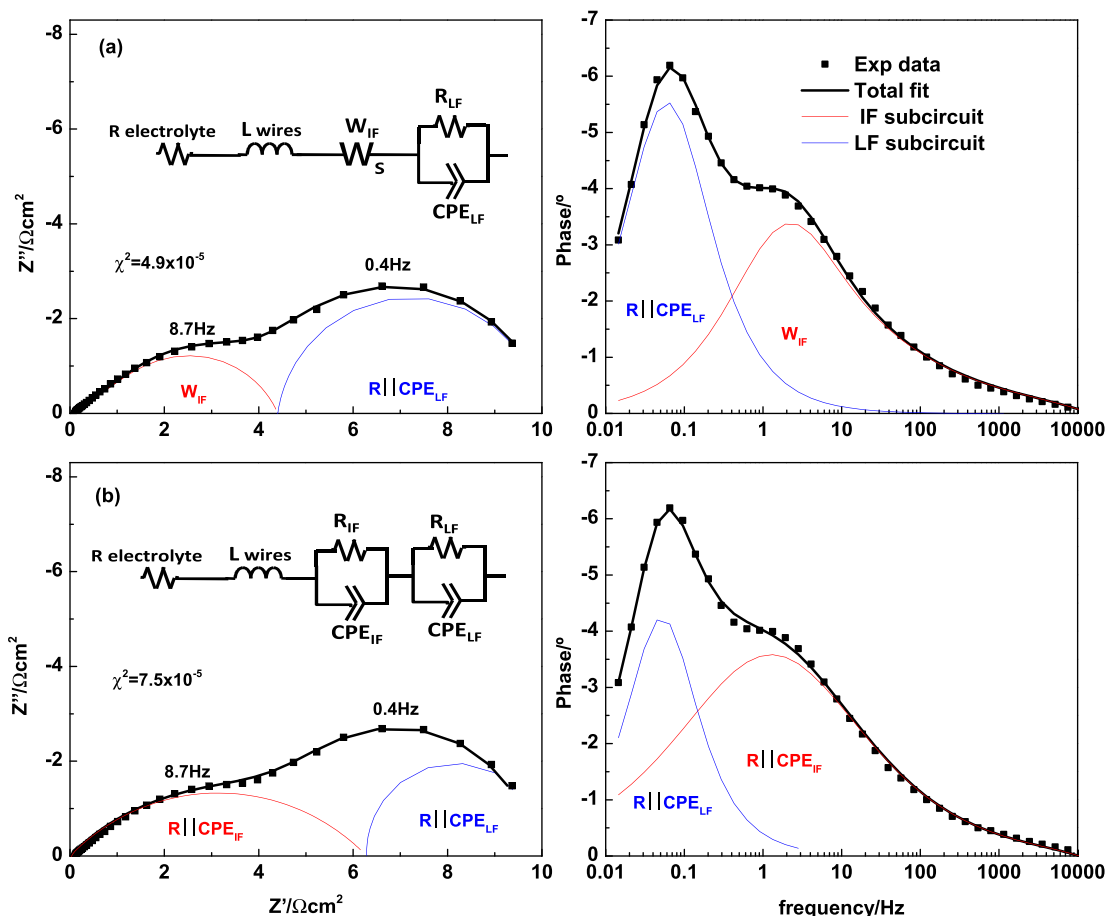 (a)
R electrolyte
L wires
W_IF
S
R_LF
CPE_LF
χ²=4.9x10⁻⁵
8.7Hz
0.4Hz
W_IF
R||CPE_LF
-8
-6
-4
-2
0
0 2 4 6 8 10
Z''/Ωcm²
Exp data
Total fit
IF subcircuit
LF subcircuit
R||CPE_LF
W_IF
-7
-6
-5
-4
-3
-2
-1
0
0.01 0.1 1 10 100 1000 10000
Phase/º
(b)
R electrolyte
L wires
R_IF
CPE_IF
R_LF
CPE_LF
χ²=7.5x10⁻⁵
8.7Hz
0.4Hz
R||CPE_IF
R||CPE_LF
-8
-6
-4
-2
0
0 2 4 6 8 10
Z''/Ωcm²
Z'/Ωcm²
R||CPE_IF
R||CPE_LF
-7
-6
-5
-4
-3
-2
-1
0
0.01 0.1 1 10 100 1000 10000
Phase/º
frequency/Hz